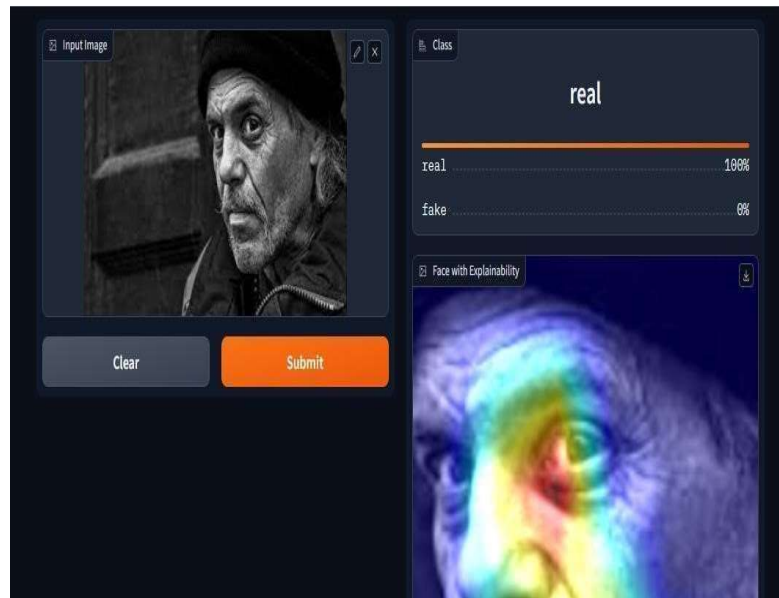 Input Image
Clear
Submit
Class
real
real 100%
fake 0%
Face with Explainability